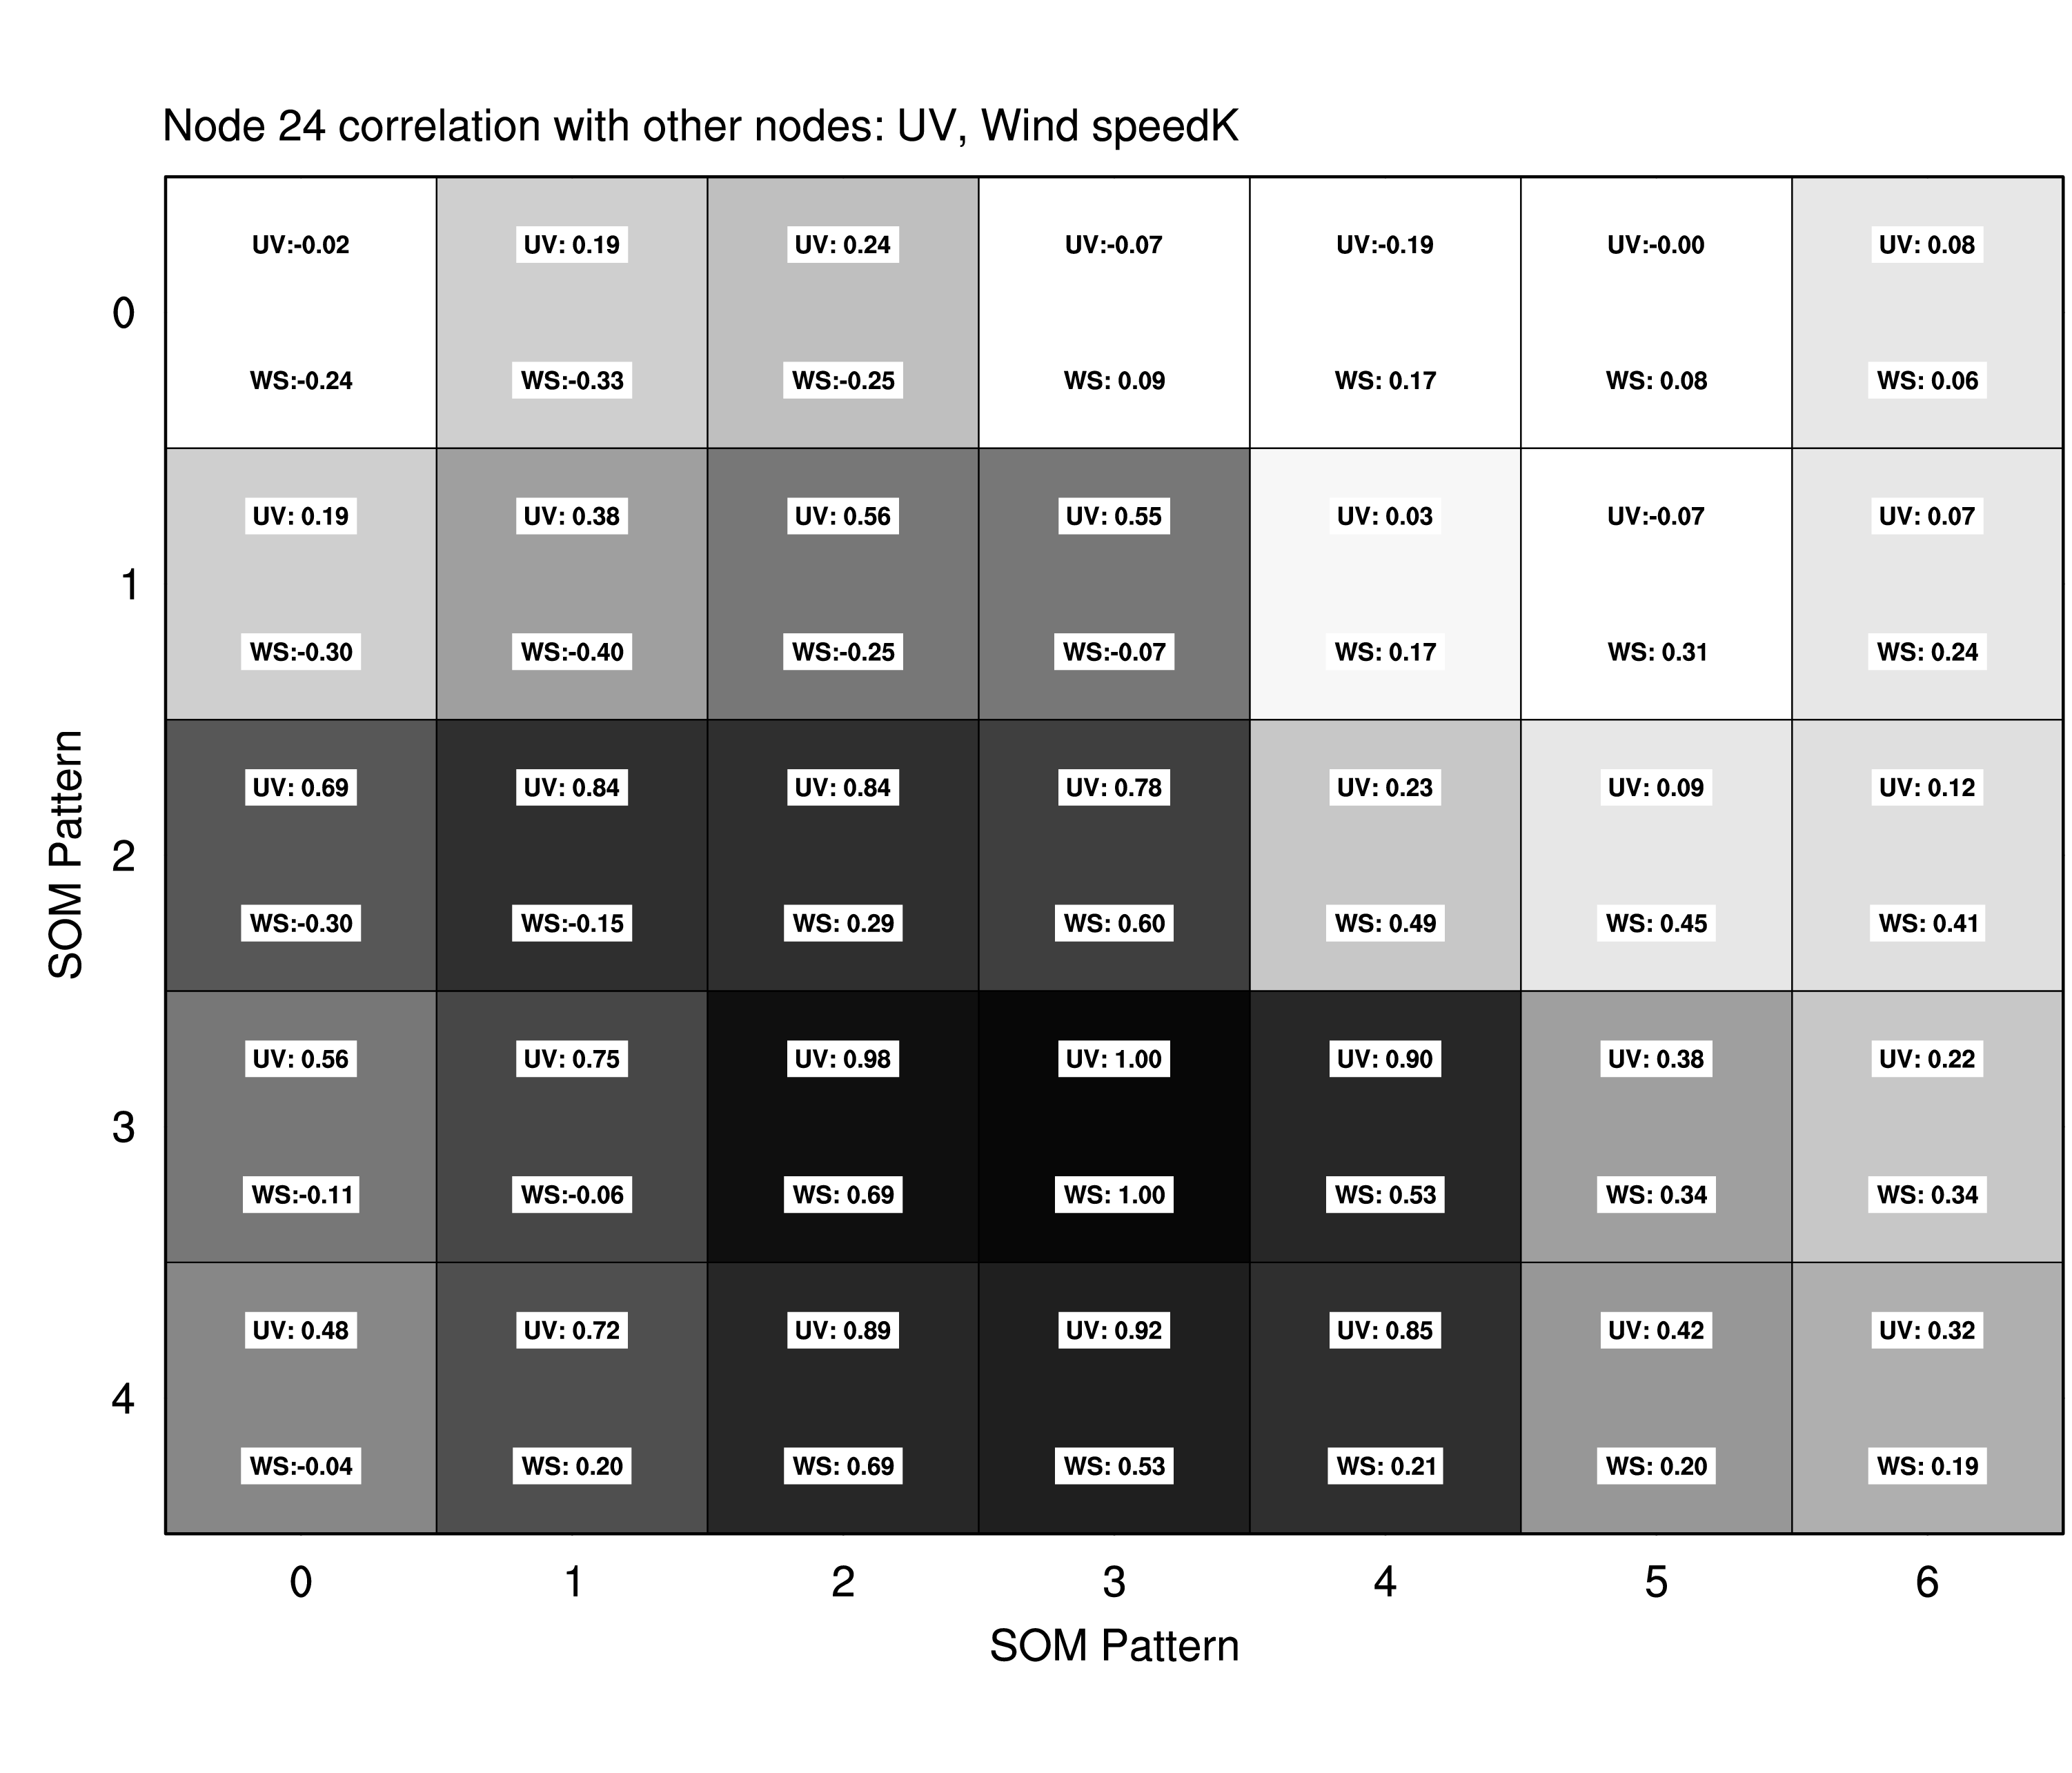 Node 24 correlation with other nodes: UV, Wind speedK
UV:-0.02 UV: 0.19 UV: 0.24 UV:-0.07 UV:-0.19 UV:-0.00 UV: 0.08
0
WS:-0.24 WS:-0.33 WS:-0.25 WS: 0.09 WS: 0.17 WS: 0.08 WS: 0.06
UV: 0.19 UV: 0.38 UV: 0.56 UV: 0.55 UV: 0.03 UV:-0.07 UV: 0.07
1
WS:-0.30 WS:-0.40 WS:-0.25 WS:-0.07 WS: 0.17 WS: 0.31 WS: 0.24
UV: 0.69 UV: 0.84 UV: 0.84 UV: 0.78 UV: 0.23 UV: 0.09 UV: 0.12
2
WS:-0.30 WS:-0.15 WS: 0.29 WS: 0.60 WS: 0.49 WS: 0.45 WS: 0.41
UV: 0.56 UV: 0.75 UV: 0.98 UV: 1.00 UV: 0.90 UV: 0.38 UV: 0.22
3
WS:-0.11 WS:-0.06 WS: 0.69 WS: 1.00 WS: 0.53 WS: 0.34 WS: 0.34
UV: 0.48 UV: 0.72 UV: 0.89 UV: 0.92 UV: 0.85 UV: 0.42 UV: 0.32
4
WS:-0.04 WS: 0.20 WS: 0.69 WS: 0.53 WS: 0.21 WS: 0.20 WS: 0.19
SOM Pattern
0 1 2 3 4 5 6
SOM Pattern